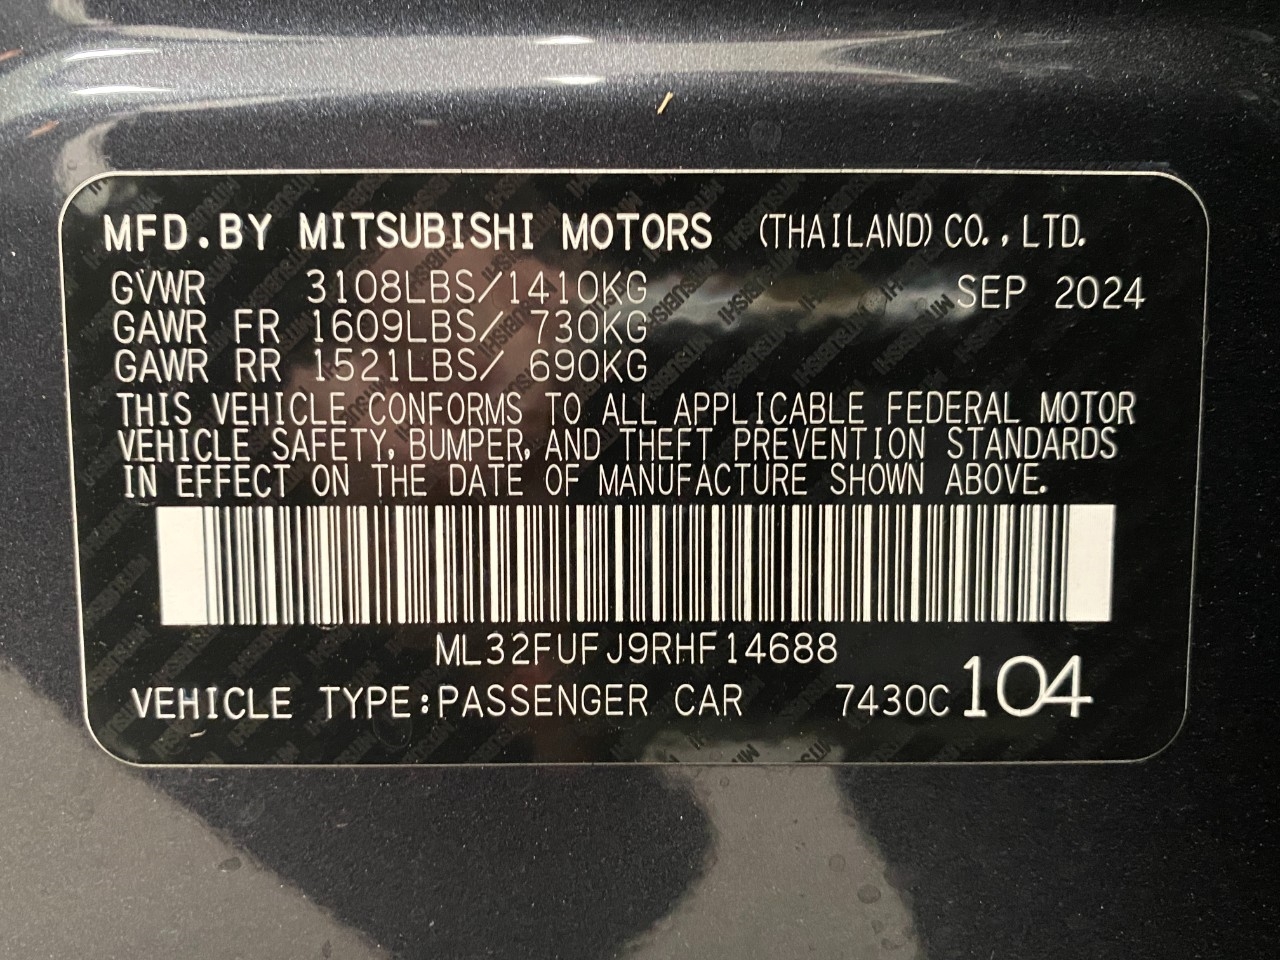 MFD.BY MITSUBISHI MOTORS (THAILAND) CO.,LTD.
GVWR 3108LBS/1410KG SEP 2024
GAWR FR 1609LBS/ 730KG
GAWR RR 1521LBS/ 690KG
THIS VEHICLE CONFORMS TO ALL APPLICABLE FEDERAL MOTOR
VEHICLE SAFETY, BUMPER, AND THEFT PREVENTION STANDARDS
IN EFFECT ON THE DATE OF MANUFACTURE SHOWN ABOVE.
ML32FUFJ9RHF14688
VEHICLE TYPE:PASSENGER CAR 7430C 104